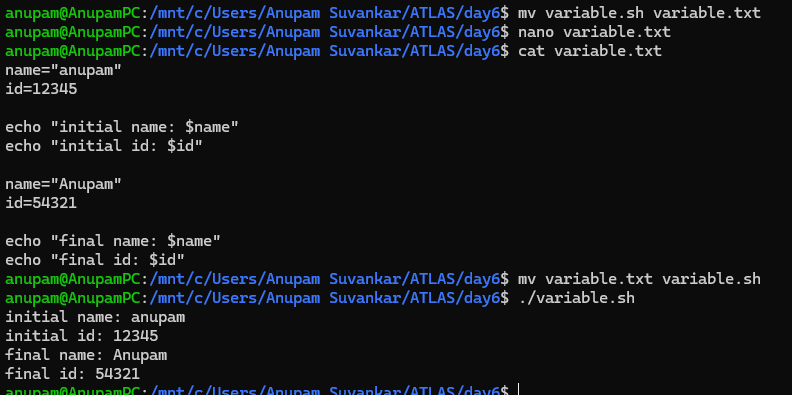 anupam@AnupamPC:/mnt/c/Users/Anupam Suvankar/ATLAS/day6$ mv variable.sh variable.txt
anupam@AnupamPC:/mnt/c/Users/Anupam Suvankar/ATLAS/day6$ nano variable.txt
anupam@AnupamPC:/mnt/c/Users/Anupam Suvankar/ATLAS/day6$ cat variable.txt
name="anupam"
id=12345

echo "initial name: $name"
echo "initial id: $id"

name="Anupam"
id=54321

echo "final name: $name"
echo "final id: $id"
anupam@AnupamPC:/mnt/c/Users/Anupam Suvankar/ATLAS/day6$ mv variable.txt variable.sh
anupam@AnupamPC:/mnt/c/Users/Anupam Suvankar/ATLAS/day6$ ./variable.sh
initial name: anupam
initial id: 12345
final name: Anupam
final id: 54321
anupam@AnupamPC:/mnt/c/Users/Anupam Suvankar/ATLAS/day6$